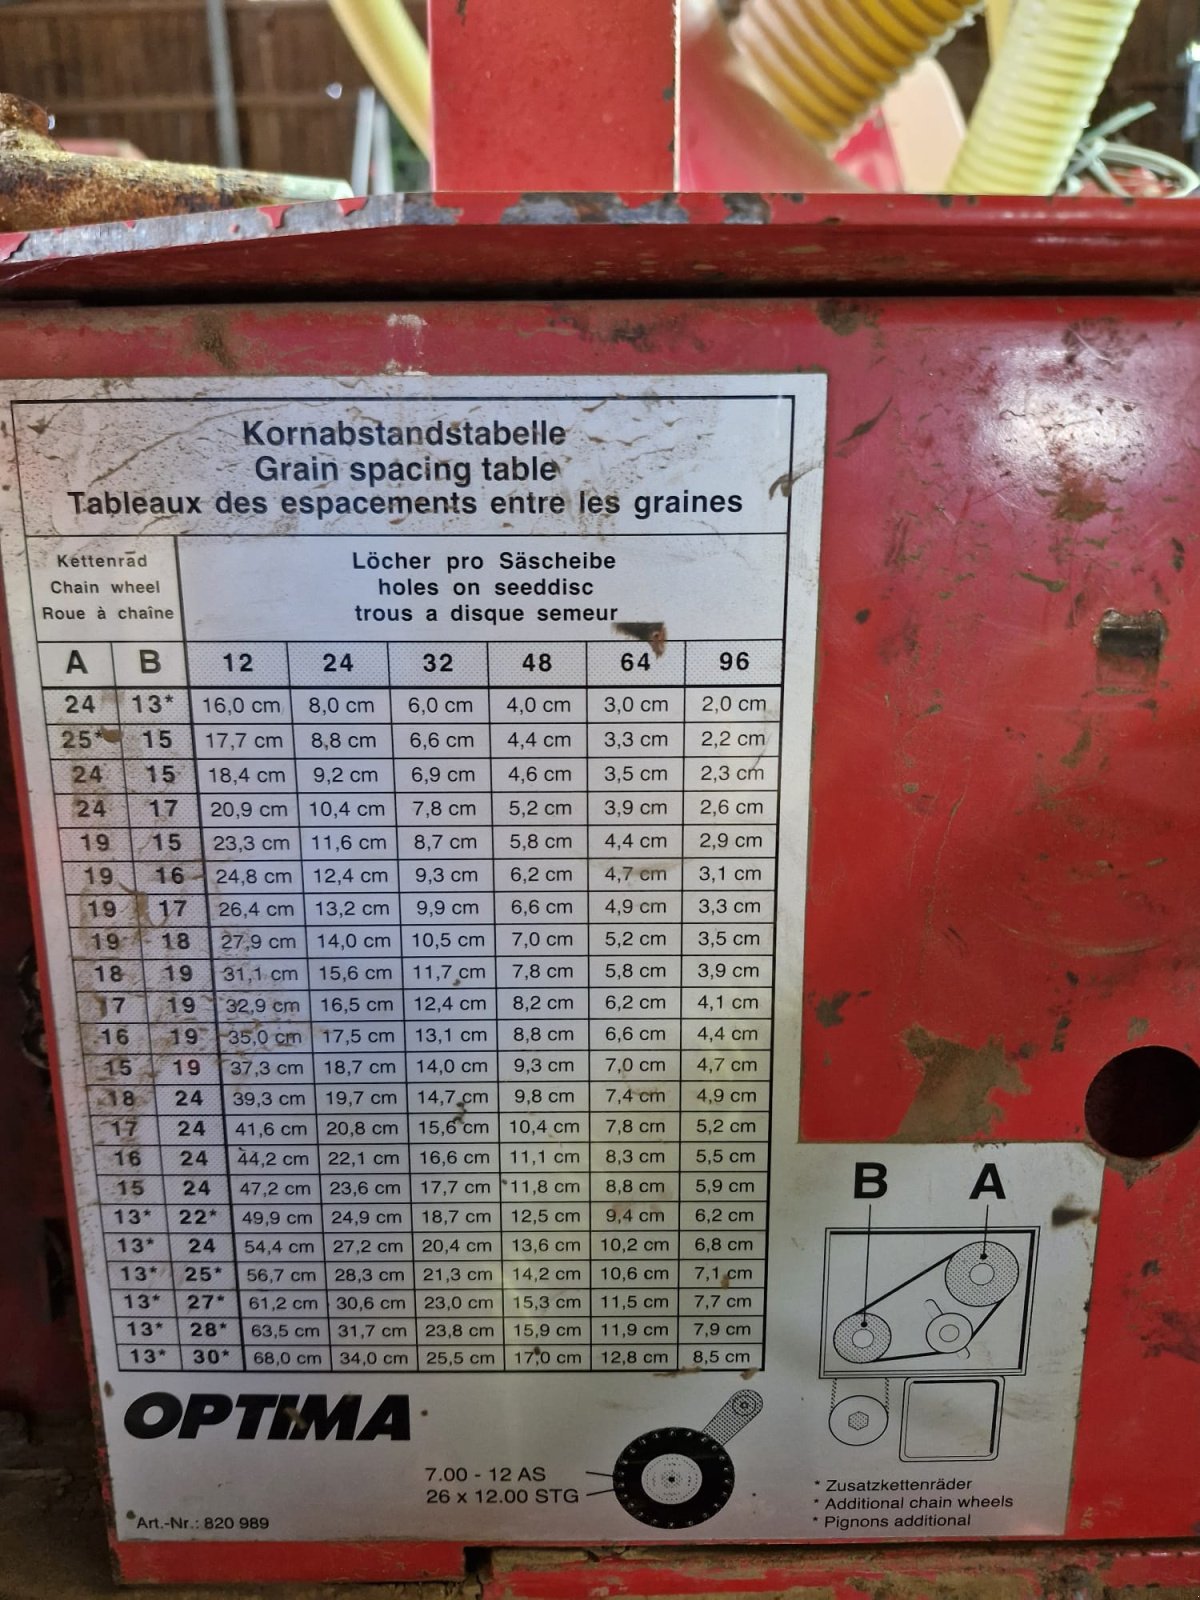 Kornabstandstabelle
Grain spacing table
Tableaux des espacements entre les graines
Kettenrad
Chain wheel
Roue à chaîne
Löcher pro Säscheibe
holes on seeddisc
trous a disque semeur
A B 12 24 32 48 64 96
24 13* 16,0 cm 8,0 cm 6,0 cm 4,0 cm 3,0 cm 2,0 cm
25* 15 17,7 cm 8,8 cm 6,6 cm 4,4 cm 3,3 cm 2,2 cm
24 15 18,4 cm 9,2 cm 6,9 cm 4,6 cm 3,5 cm 2,3 cm
24 17 20,9 cm 10,4 cm 7,8 cm 5,2 cm 3,9 cm 2,6 cm
19 15 23,3 cm 11,6 cm 8,7 cm 5,8 cm 4,4 cm 2,9 cm
19 16 24,8 cm 12,4 cm 9,3 cm 6,2 cm 4,7 cm 3,1 cm
19 17 26,4 cm 13,2 cm 9,9 cm 6,6 cm 4,9 cm 3,3 cm
19 18 27,9 cm 14,0 cm 10,5 cm 7,0 cm 5,2 cm 3,5 cm
18 19 31,1 cm 15,6 cm 11,7 cm 7,8 cm 5,8 cm 3,9 cm
17 19 32,9 cm 16,5 cm 12,4 cm 8,2 cm 6,2 cm 4,1 cm
16 19 35,0 cm 17,5 cm 13,1 cm 8,8 cm 6,6 cm 4,4 cm
15 19 37,3 cm 18,7 cm 14,0 cm 9,3 cm 7,0 cm 4,7 cm
18 24 39,3 cm 19,7 cm 14,7 cm 9,8 cm 7,4 cm 4,9 cm
17 24 41,6 cm 20,8 cm 15,6 cm 10,4 cm 7,8 cm 5,2 cm
16 24 44,2 cm 22,1 cm 16,6 cm 11,1 cm 8,3 cm 5,5 cm
15 24 47,2 cm 23,6 cm 17,7 cm 11,8 cm 8,8 cm 5,9 cm
13* 22* 49,9 cm 24,9 cm 18,7 cm 12,5 cm 9,4 cm 6,2 cm
13* 24 54,4 cm 27,2 cm 20,4 cm 13,6 cm 10,2 cm 6,8 cm
13* 25* 56,7 cm 28,3 cm 21,3 cm 14,2 cm 10,6 cm 7,1 cm
13* 27* 61,2 cm 30,6 cm 23,0 cm 15,3 cm 11,5 cm 7,7 cm
13* 28* 63,5 cm 31,7 cm 23,8 cm 15,9 cm 11,9 cm 7,9 cm
13* 30* 68,0 cm 34,0 cm 25,5 cm 17,0 cm 12,8 cm 8,5 cm
OPTIMA
7.00 - 12 AS
26 x 12.00 STG
Art.-Nr.: 820 989
B A
* Zusatzkettenräder
* Additional chain wheels
* Pignons additional